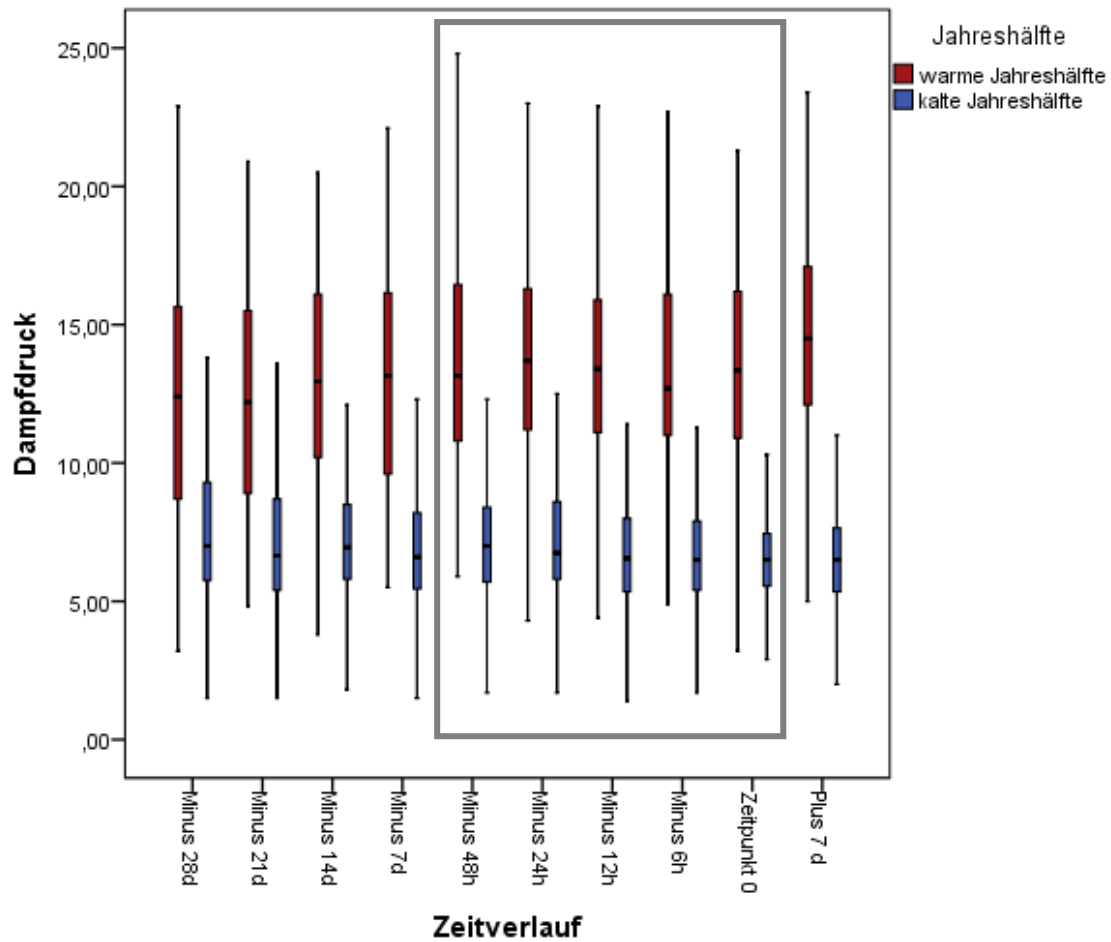 Jahreshälfte
warme Jahreshälfte
kalte Jahreshälfte
25,00
20,00
15,00
10,00
5,00
,00
Dampfdruck
Minus 28d
Minus 21d
Minus 14d
Minus 7d
Minus 48h
Minus 24h
Minus 12h
Minus 6h
Zeitpunkt 0
Plus 7 d
Zeitverlauf